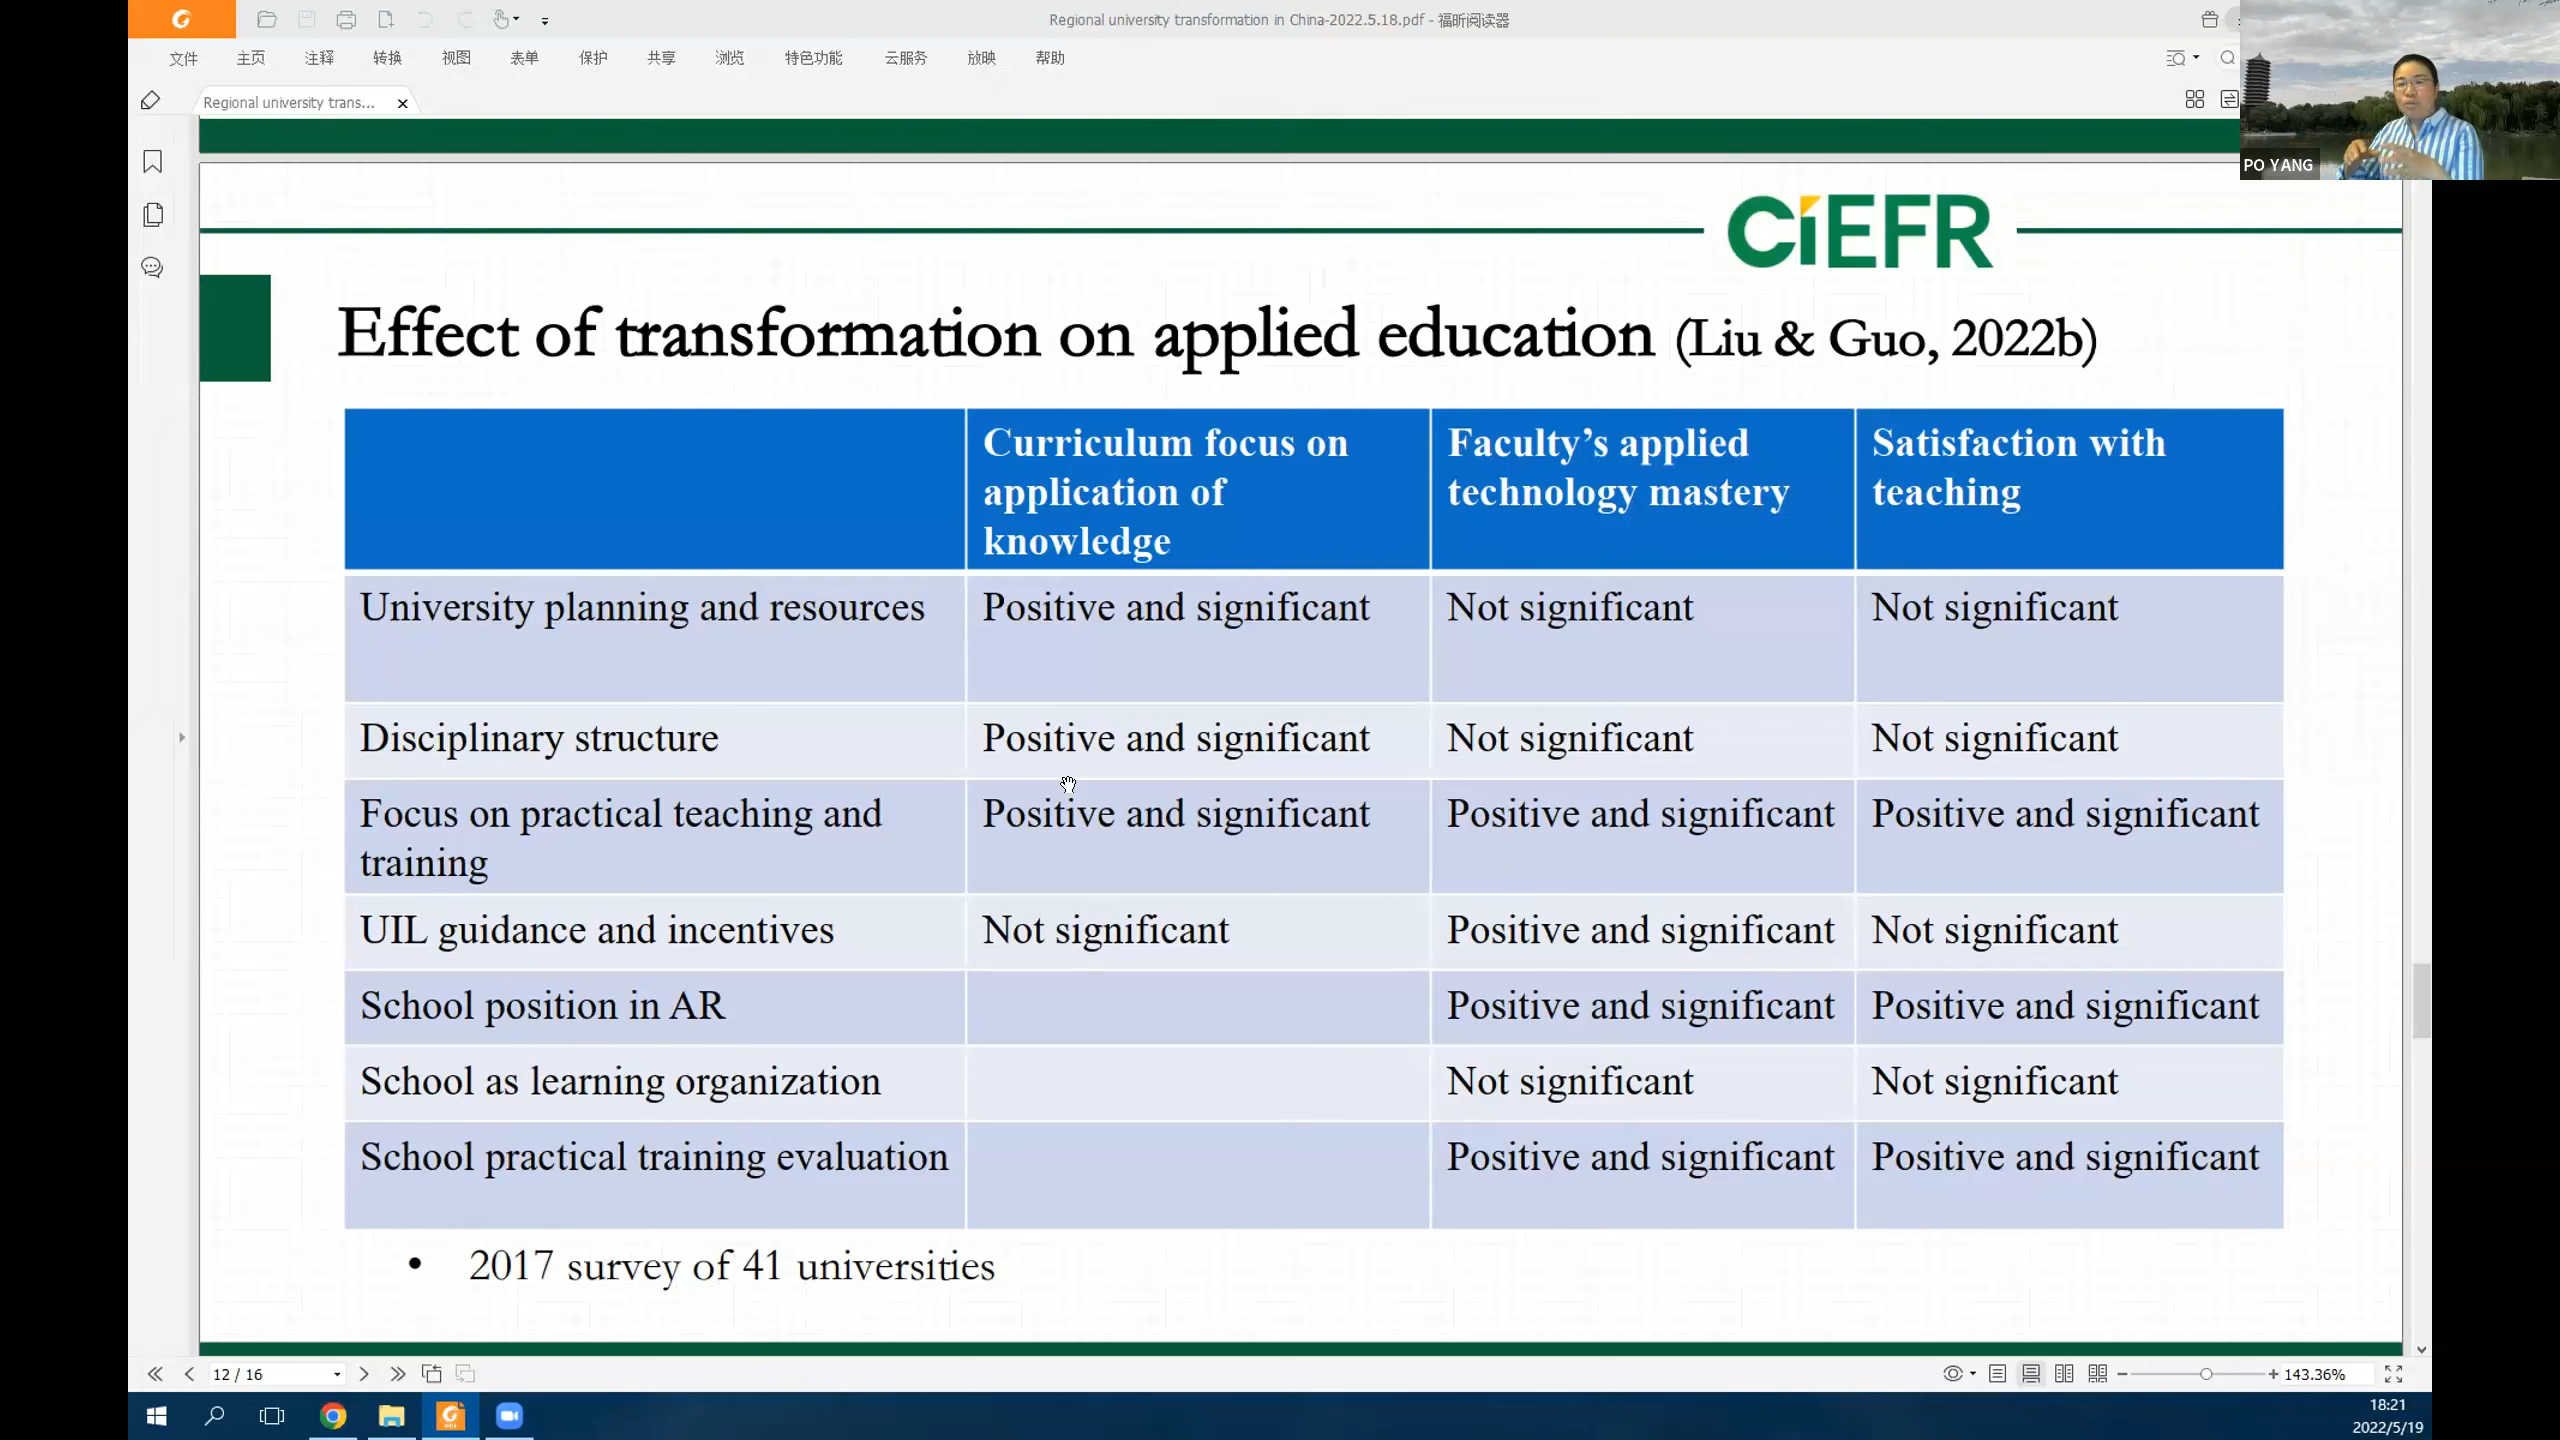 Regional university transformation in China-2022.5.18.pdf - 福昕阅读器
文件 主页 注释 转换 视图 表单 保护 共享 浏览 特色功能 云服务 放映 帮助
Regional university trans...
PO YANG
CiEFR
Effect of transformation on applied education (Liu & Guo, 2022b)
Curriculum focus on
application of
knowledge
Faculty’s applied
technology mastery
Satisfaction with
teaching
University planning and resources Positive and significant Not significant Not significant
Disciplinary structure Positive and significant Not significant Not significant
Focus on practical teaching and
training
Positive and significant Positive and significant Positive and significant
UIL guidance and incentives Not significant Positive and significant Not significant
School position in AR Positive and significant Positive and significant
School as learning organization Not significant Not significant
School practical training evaluation Positive and significant Positive and significant
• 2017 survey of 41 universities
12 / 16
143.36%
18:21
2022/5/19